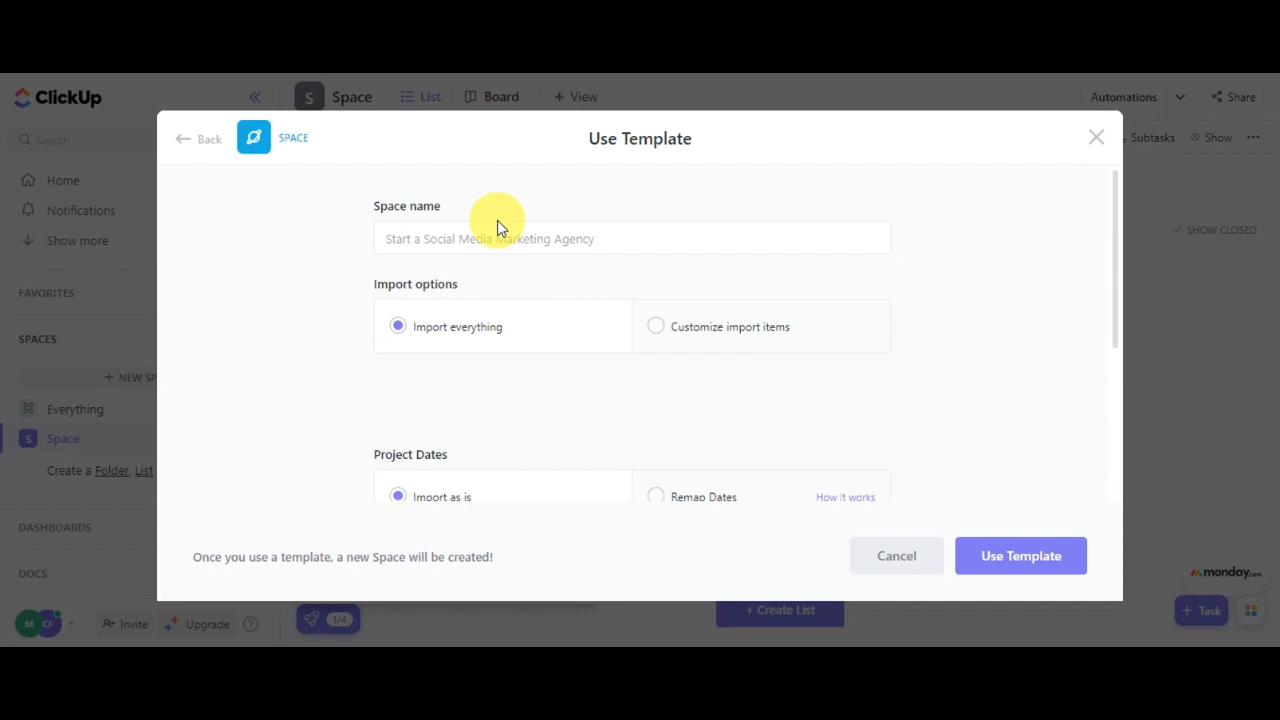 ClickUp
S Space
List
Board
+ View
Automations
Share
Search...
Back
SPACE
Use Template
Subtasks
Show
Home
Notifications
Show more
Space name
Start a Social Media Marketing Agency
SHOW CLOSED
FAVORITES
Import options
Import everything
Customize import items
SPACES
+ NEW SP
Everything
S Space
Create a Folder, List
Project Dates
Import as is
Remap Dates
How it works
DASHBOARDS
Once you use a template, a new Space will be created!
Cancel
Use Template
DOCS
monday.com
M CF
Invite
Upgrade
?
1/4
+ Create List
+ Task